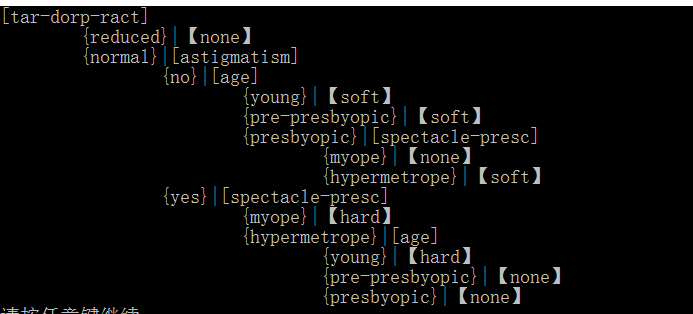 [tar-dorp-ract]
{reduced}|【none】
{normal}|[astigmatism]
{no}|[age]
{young}|【soft】
{pre-presbyopic}|【soft】
{presbyopic}|[spectacle-presc]
{myope}|【none】
{hypermetrope}|【soft】
{yes}|[spectacle-presc]
{myope}|【hard】
{hypermetrope}|[age]
{young}|【hard】
{pre-presbyopic}|【none】
{presbyopic}|【none】
请按任意键继续